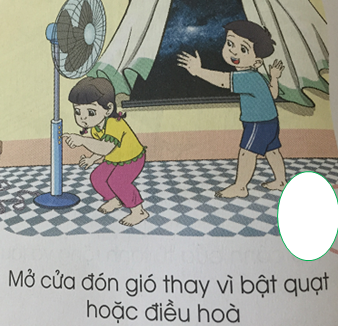 Mở cửa đón gió thay vì bật quạt
hoặc điều hoà